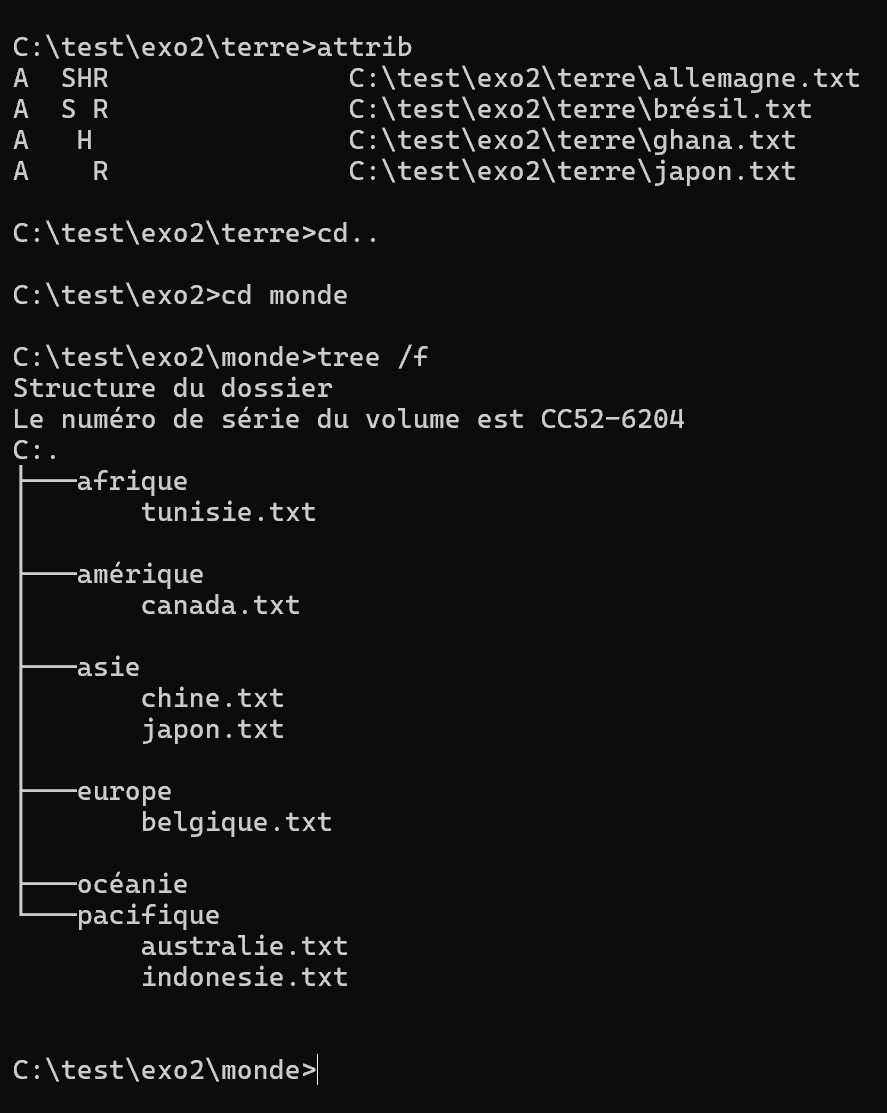 C:\test\exo2\terre>attrib
A  SHR               C:\test\exo2\terre\allemagne.txt
A  S R               C:\test\exo2\terre\brésil.txt
A   H                C:\test\exo2\terre\ghana.txt
A    R               C:\test\exo2\terre\japon.txt
C:\test\exo2\terre>cd..
C:\test\exo2>cd monde
C:\test\exo2\monde>tree /f
Structure du dossier
Le numéro de série du volume est CC52-6204
C:.
├───afrique
│       tunisie.txt
├───amérique
│       canada.txt
├───asie
│       chine.txt
│       japon.txt
├───europe
│       belgique.txt
├───océanie
└───pacifique
        australie.txt
        indonesie.txt
C:\test\exo2\monde>